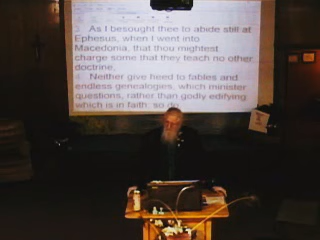 3 As I besought thee to abide still at
Ephesus, when I went into
Macedonia, that thou mightest
charge some that they teach no other
doctrine,
4 Neither give heed to fables and
endless genealogies, which minister
questions, rather than godly edifying
which is in faith: so do